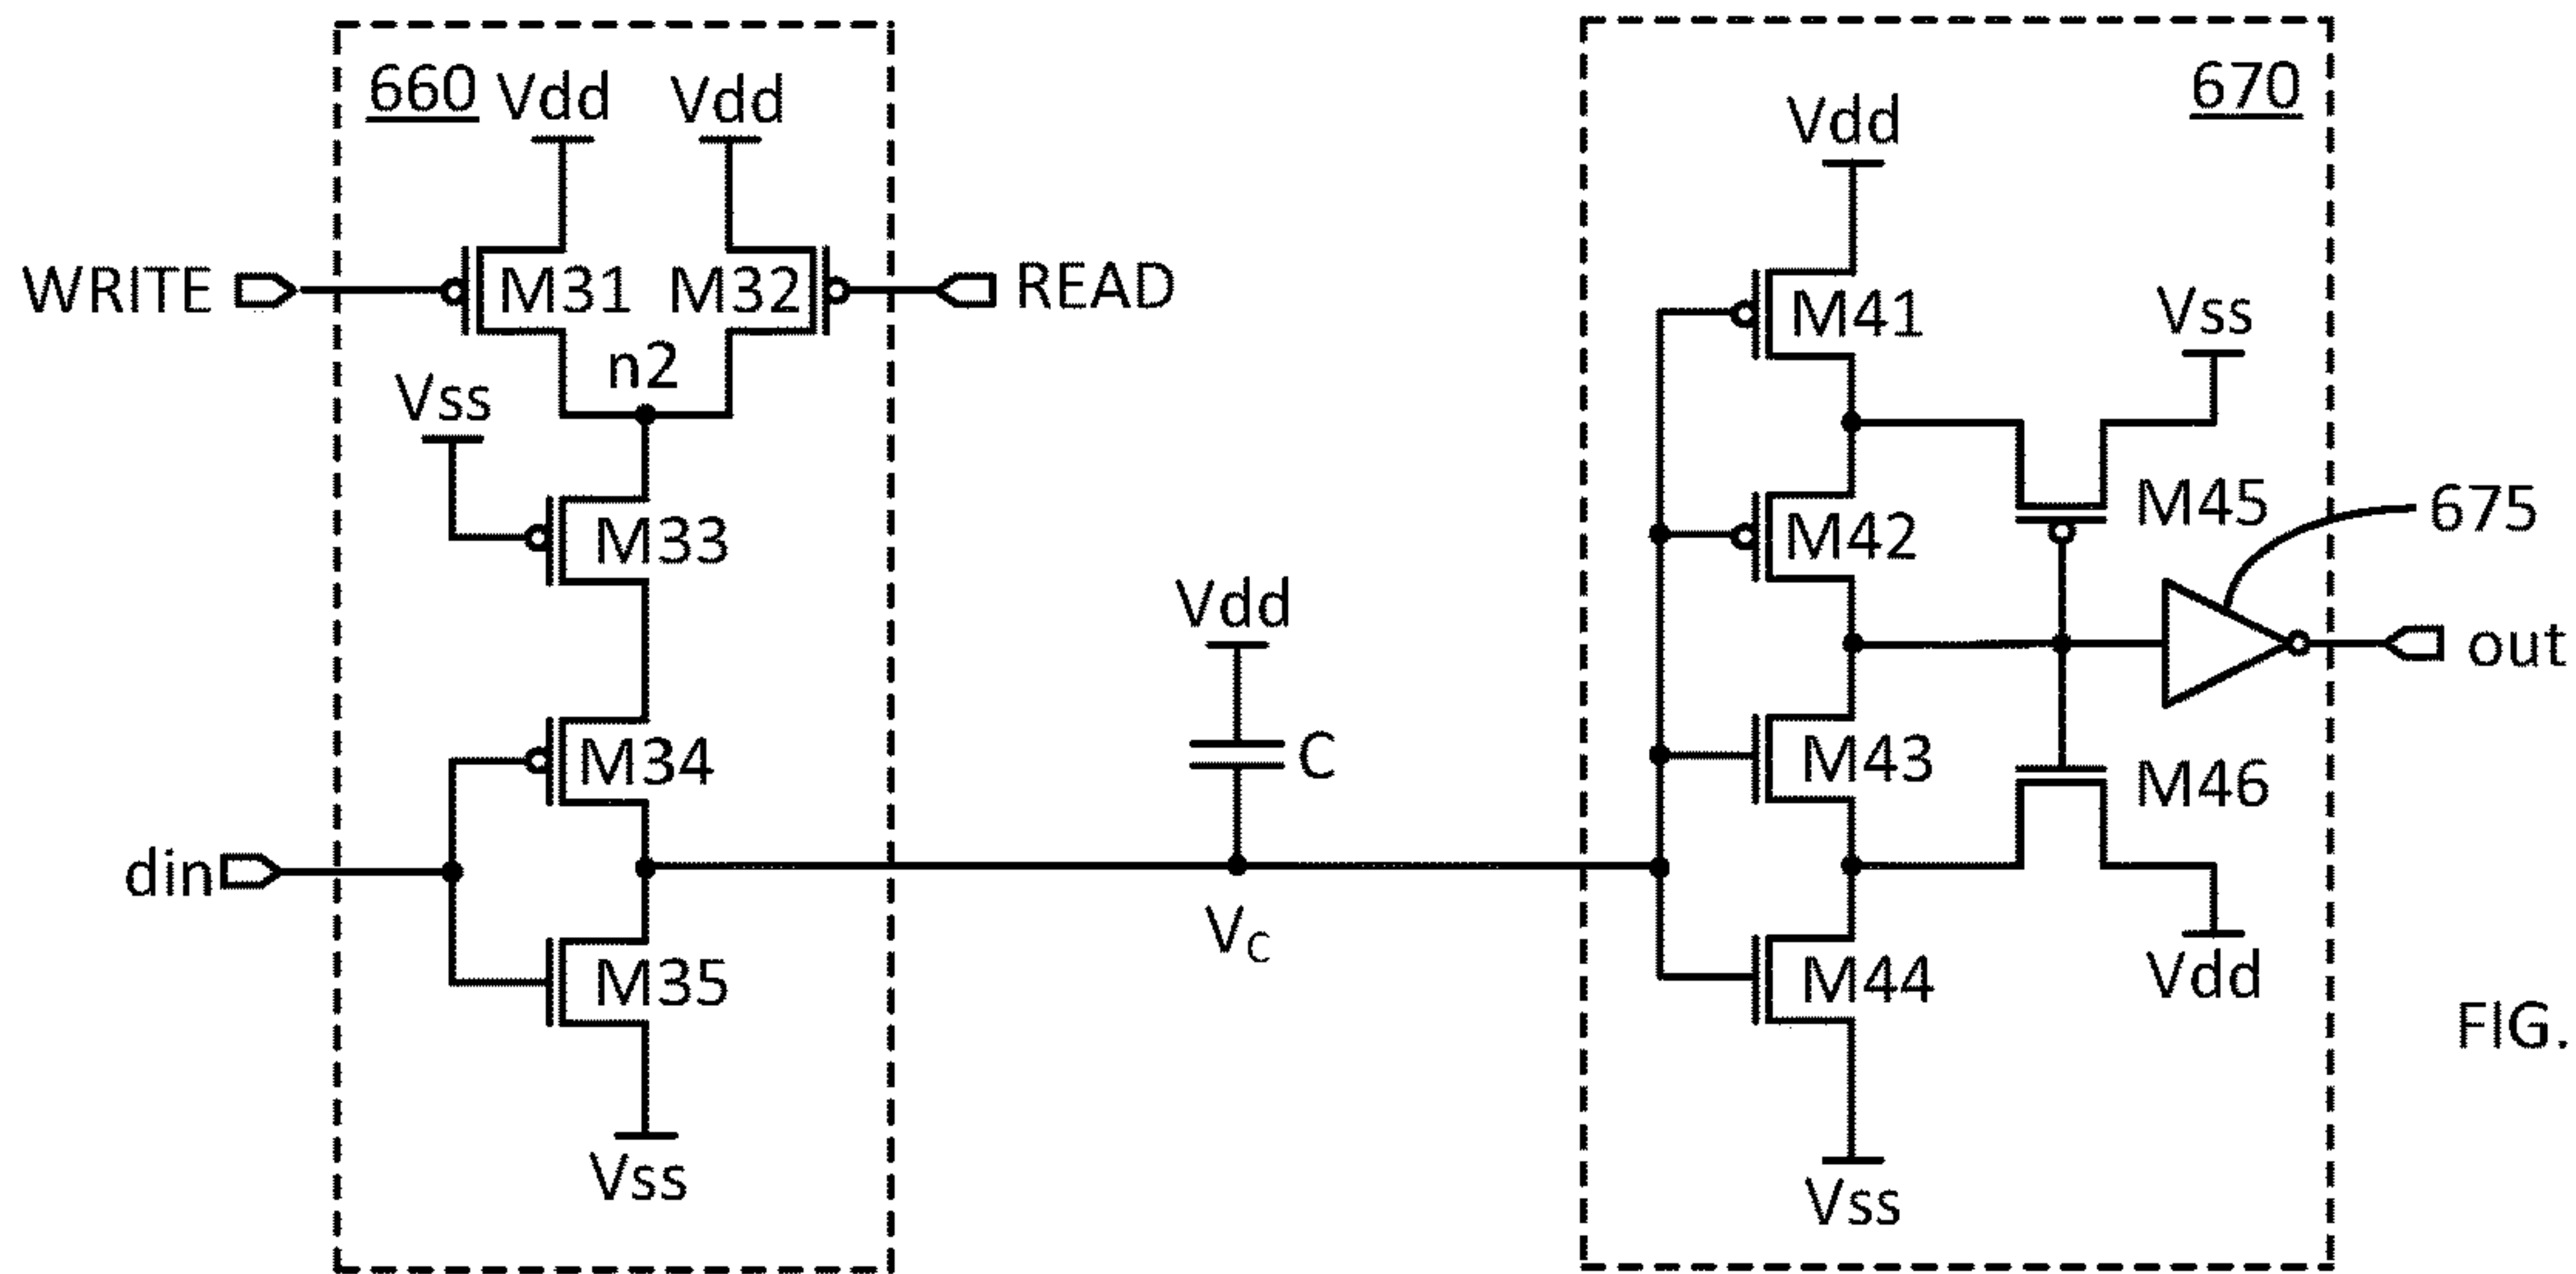 660
Vdd
Vdd
WRITE
M31
M32
READ
n2
Vss
M33
M34
din
M35
Vss
Vdd
C
VC
670
Vdd
M41
Vss
M42
M45
675
out
M43
M46
M44
Vdd
Vss
FIG.